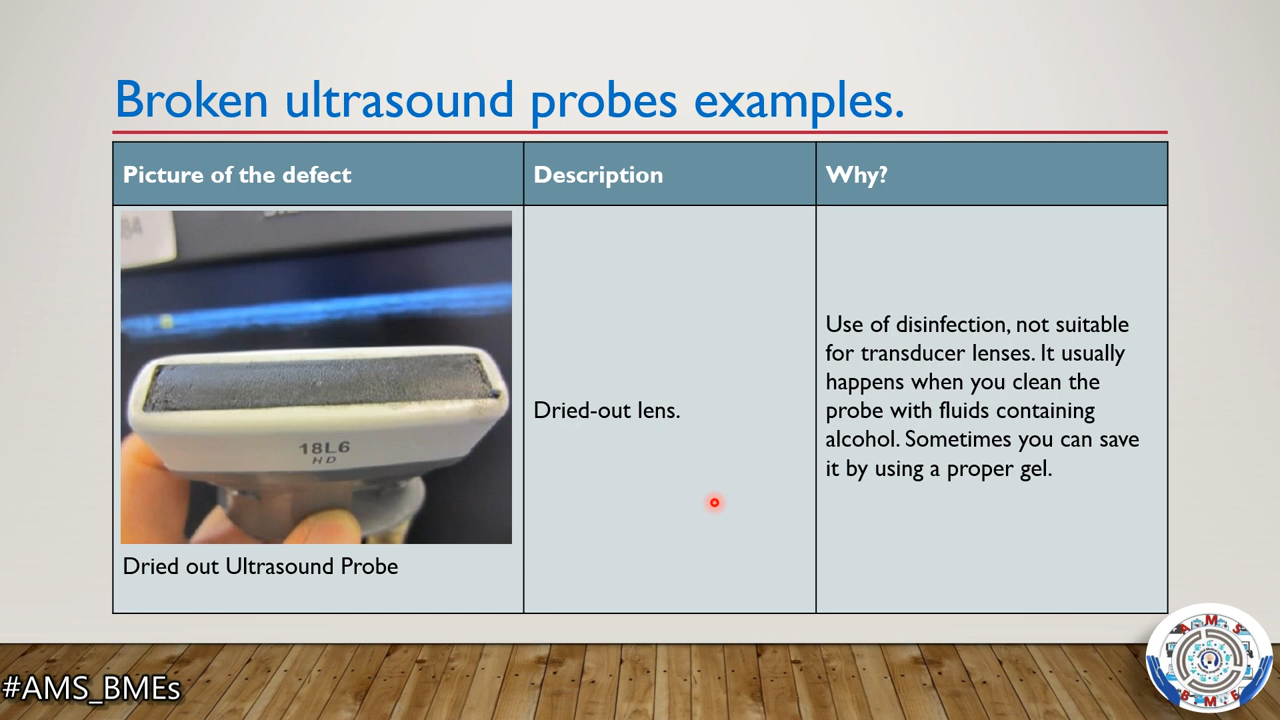 Broken ultrasound probes examples.
Picture of the defect
Description
Why?
18L6
HD
Dried out Ultrasound Probe
Dried-out lens.
Use of disinfection, not suitable
for transducer lenses. It usually
happens when you clean the
probe with fluids containing
alcohol. Sometimes you can save
it by using a proper gel.
#AMS_BMEs
A M S
B M E